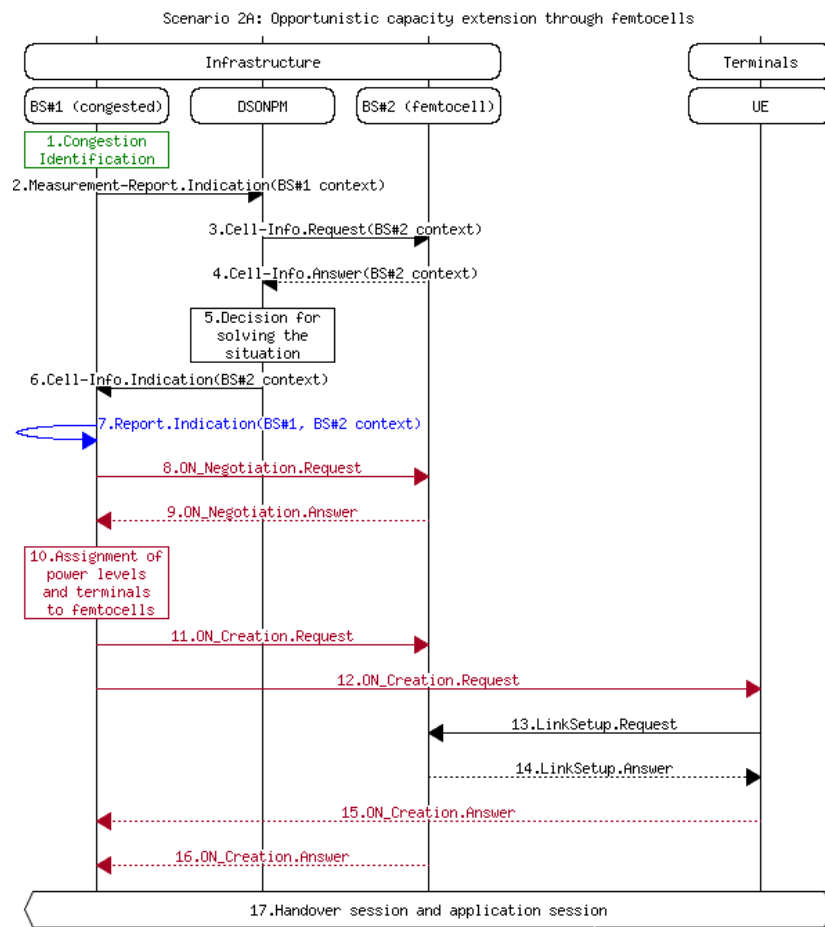 Scenario 2A: Opportunistic capacity extension through femtocells
Infrastructure
Terminals
BS#1 (congested)
DSONPM
BS#2 (femtocell)
UE
1.Congestion
Identification
2.Measurement-Report.Indication(BS#1 context)
3.Cell-Info.Request(BS#2 context)
4.Cell-Info.Answer(BS#2 context)
5.Decision for
solving the
situation
6.Cell-Info.Indication(BS#2 context)
7.Report.Indication(BS#1, BS#2 context)
8.ON_Negotiation.Request
9.ON_Negotiation.Answer
10.Assignment of
power levels
and terminals
to femtocells
11.ON_Creation.Request
12.ON_Creation.Request
13.LinkSetup.Request
14.LinkSetup.Answer
15.ON_Creation.Answer
16.ON_Creation.Answer
17.Handover session and application session